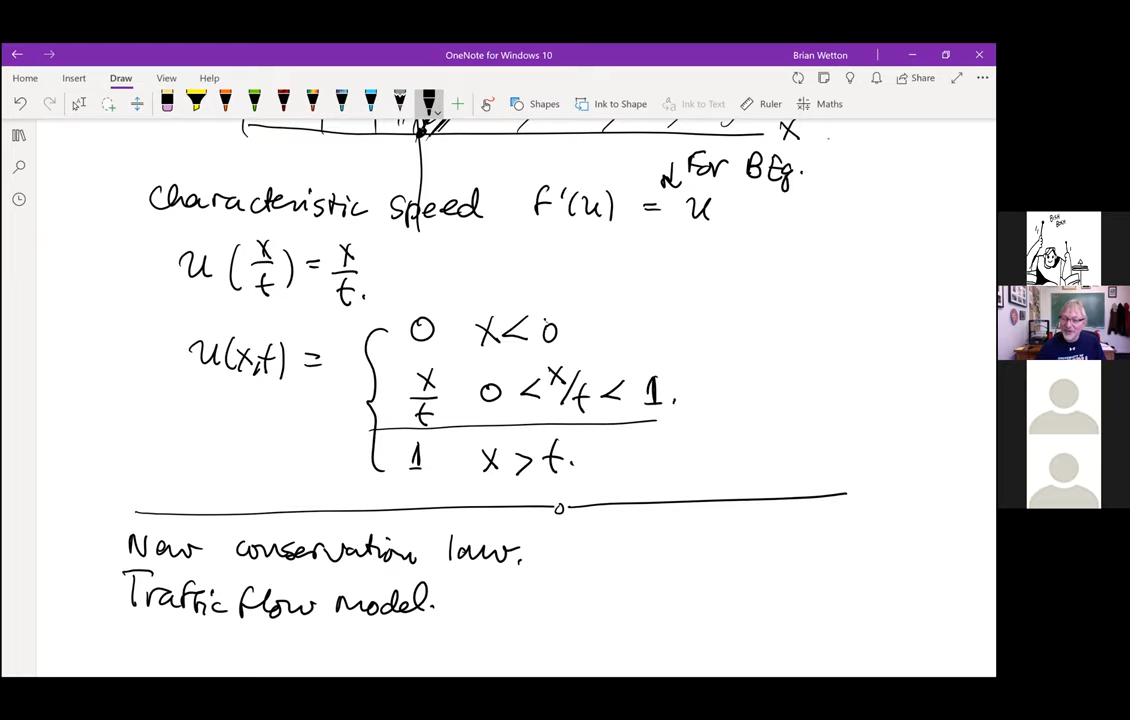 OneNote for Windows 10
Brian Wetton
Home Insert Draw View Help
Share
Shapes Ink to Shape Ink to Text Ruler Maths
x
For B Eq.
Characteristic speed f'(u) = u
u(x/t) = x/t.
u(x,t) = { 0 x < 0
x/t 0 < x/t < 1.
1 x > t.
New conservation law.
Traffic flow model.